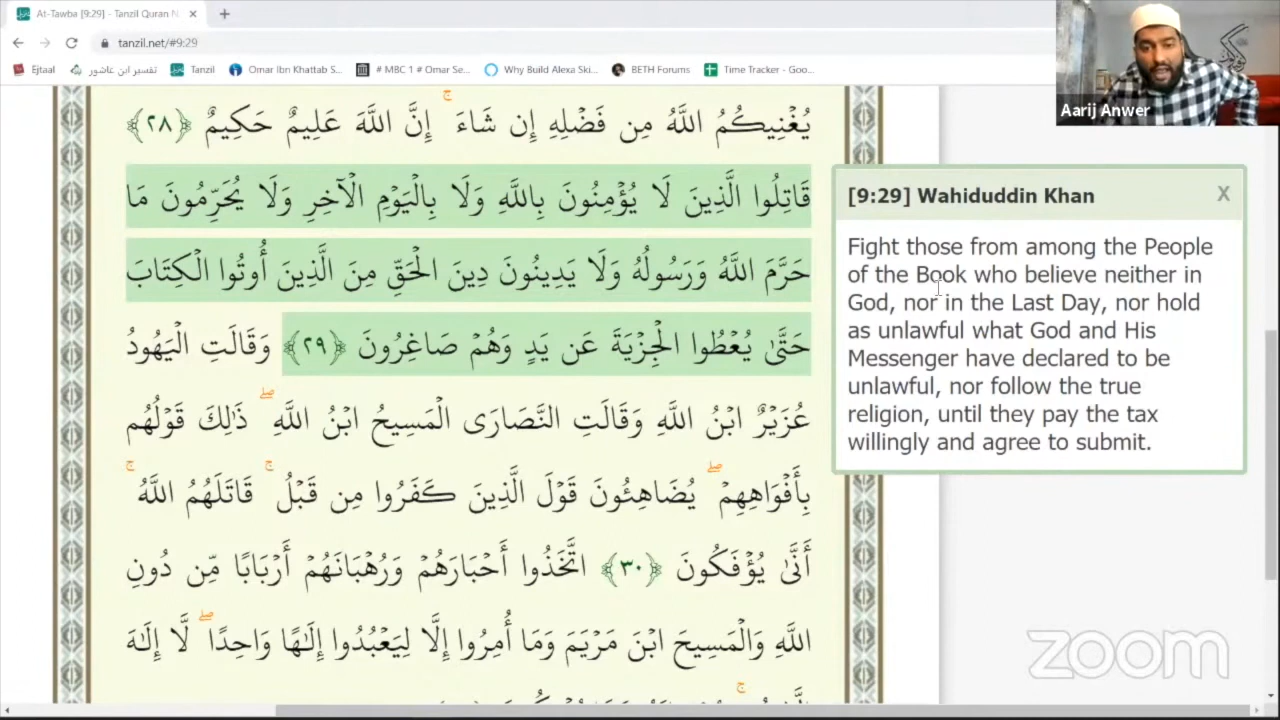 At-Tawba [9:29] - Tanzil Quran N
tanzil.net/#9:29
Ejtaal
تفسير ابن عاشور
Tanzil
Omar Ibn Khattab S...
# MBC 1 # Omar Se...
Why Build Alexa Ski...
BETH Forums
Time Tracker - Goo...
Aarij Anwer
يُغْنِيكُمُ اللَّهُ مِن فَضْلِهِ إِن شَاءَ ۚ إِنَّ اللَّهَ عَلِيمٌ حَكِيمٌ ﴿٢٨﴾
قَاتِلُوا الَّذِينَ لَا يُؤْمِنُونَ بِاللَّهِ وَلَا بِالْيَوْمِ الْآخِرِ وَلَا يُحَرِّمُونَ مَا
حَرَّمَ اللَّهُ وَرَسُولُهُ وَلَا يَدِينُونَ دِينَ الْحَقِّ مِنَ الَّذِينَ أُوتُوا الْكِتَابَ
حَتَّىٰ يُعْطُوا الْجِزْيَةَ عَن يَدٍ وَهُمْ صَاغِرُونَ ﴿٢٩﴾ وَقَالَتِ الْيَهُودُ
عُزَيْرٌ ابْنُ اللَّهِ وَقَالَتِ النَّصَارَى الْمَسِيحُ ابْنُ اللَّهِ ۖ ذَٰلِكَ قَوْلُهُم
بِأَفْوَاهِهِمْ ۖ يُضَاهِئُونَ قَوْلَ الَّذِينَ كَفَرُوا مِن قَبْلُ ۚ قَاتَلَهُمُ اللَّهُ ۚ
أَنَّىٰ يُؤْفَكُونَ ﴿٣٠﴾ اتَّخَذُوا أَحْبَارَهُمْ وَرُهْبَانَهُمْ أَرْبَابًا مِّن دُونِ
اللَّهِ وَالْمَسِيحَ ابْنَ مَرْيَمَ وَمَا أُمِرُوا إِلَّا لِيَعْبُدُوا إِلَٰهًا وَاحِدًا ۖ لَّا إِلَٰهَ
[9:29] Wahiduddin Khan X
Fight those from among the People
of the Book who believe neither in
God, nor in the Last Day, nor hold
as unlawful what God and His
Messenger have declared to be
unlawful, nor follow the true
religion, until they pay the tax
willingly and agree to submit.
zoom